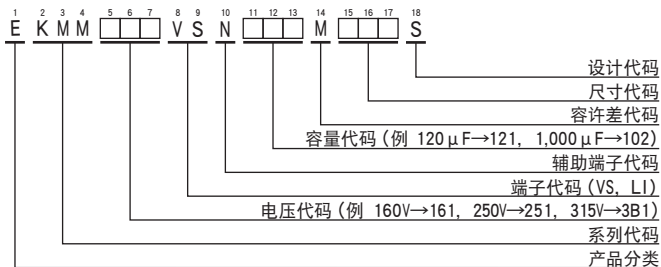 1 2 3 4 5 6 7 8 9 10 11 12 13 14 15 16 17 18
E K M M □□□ V S N □□□ M □□□ S
设计代码
尺寸代码
容许差代码
容量代码 (例 120μF→121, 1,000μF→102)
辅助端子代码
端子代码 (VS, LI)
电压代码 (例 160V→161, 250V→251, 315V→3B1)
系列代码
产品分类